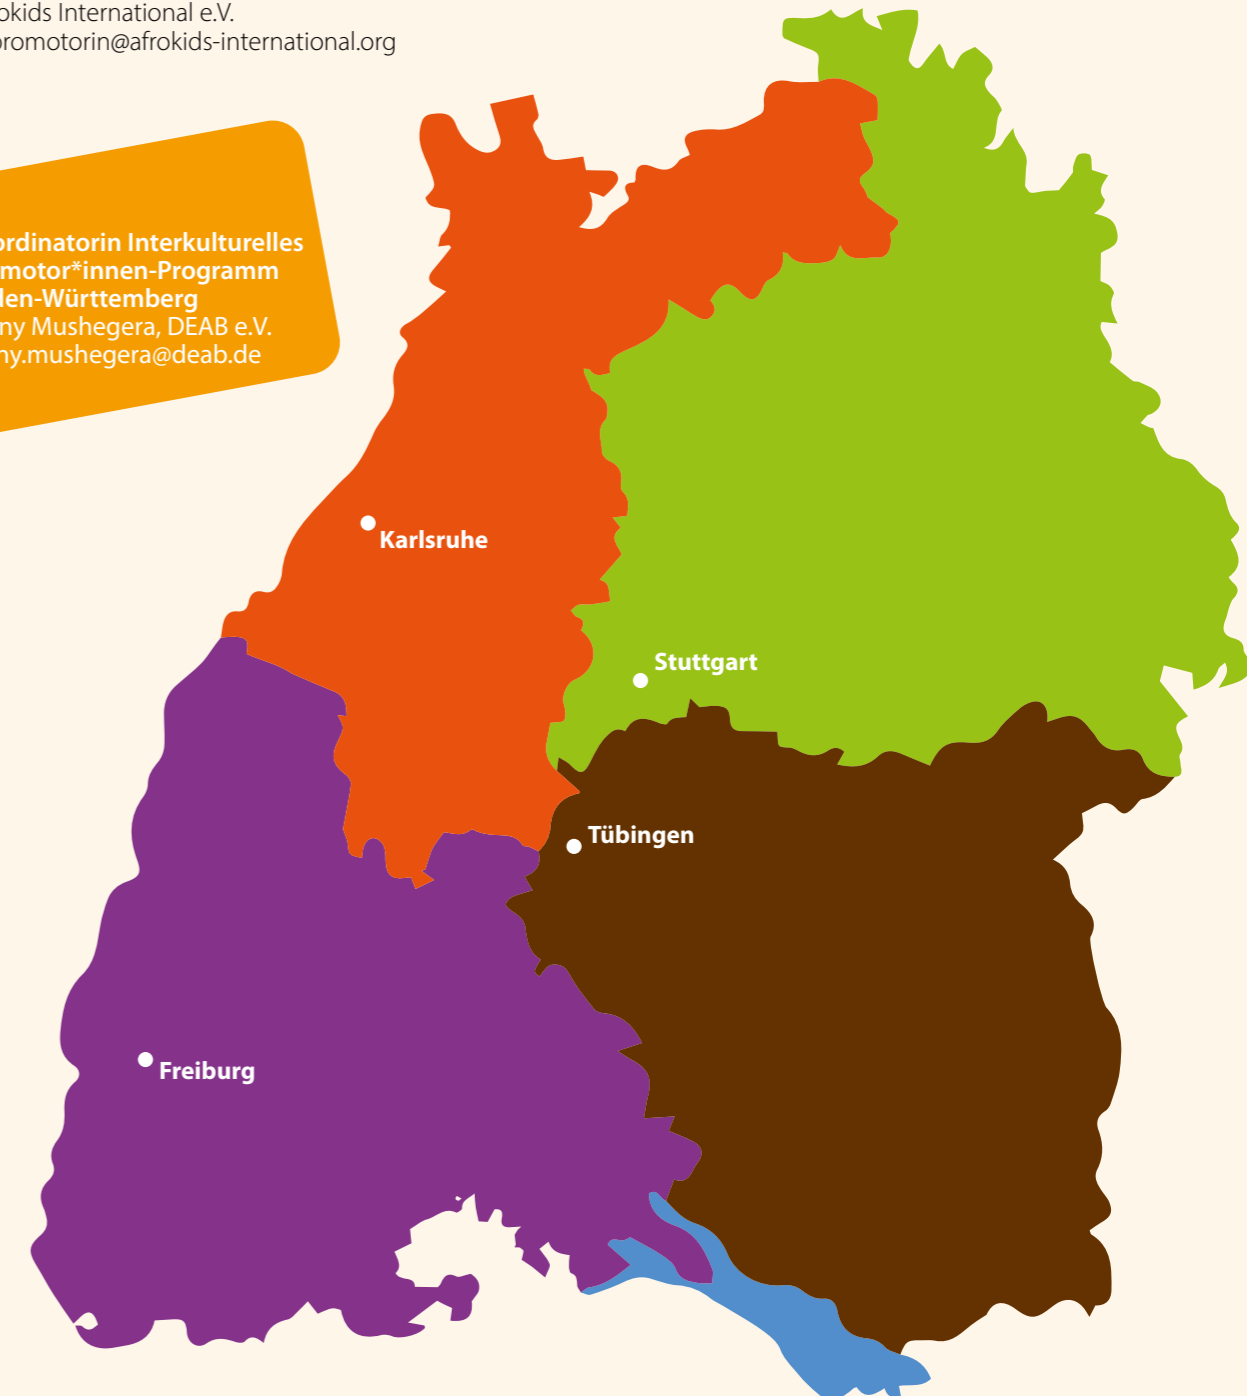 okids International e.V.
promotorin@afrokids-international.org
ordinatorin Interkulturelles
motor*innen-Programm
den-Württemberg
ny Mushegera, DEAB e.V.
ny.mushegera@deab.de
Karlsruhe
Stuttgart
Tübingen
Freiburg